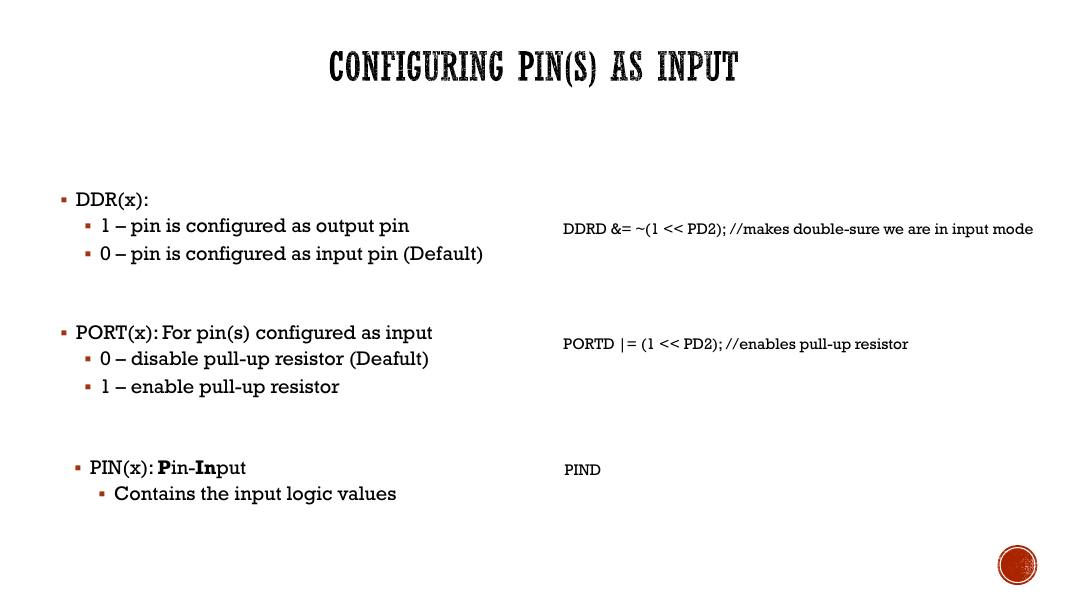 CONFIGURING PIN(S) AS INPUT
DDR(x):
1 – pin is configured as output pin
0 – pin is configured as input pin (Default)
DDRD &= ~(1 << PD2); //makes double-sure we are in input mode
PORT(x): For pin(s) configured as input
0 – disable pull-up resistor (Deafult)
1 – enable pull-up resistor
PORTD |= (1 << PD2); //enables pull-up resistor
PIN(x): Pin-Input
Contains the input logic values
PIND